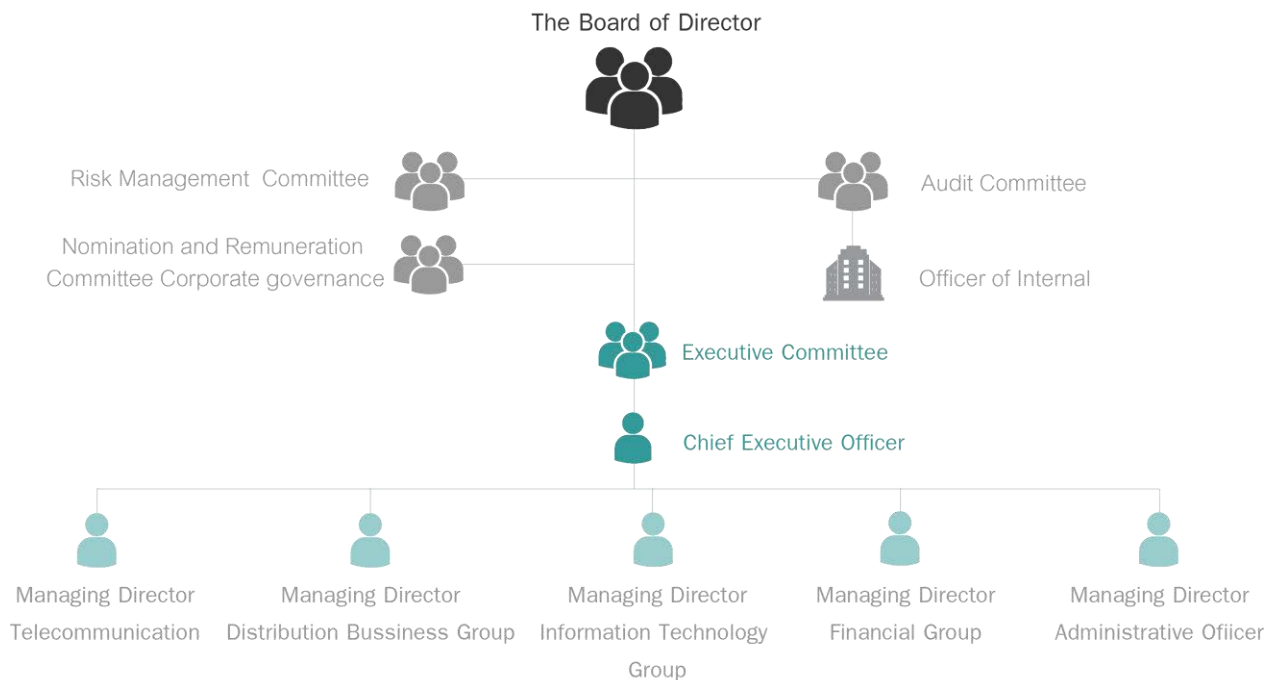 The Board of Director
Risk Management Committee
Audit Committee
Nomination and Remuneration
Committee Corporate governance
Officer of Internal
Executive Committee
Chief Executive Officer
Managing Director
Telecommunication
Managing Director
Distribution Bussiness Group
Managing Director
Information Technology
Group
Managing Director
Financial Group
Managing Director
Administrative Ofiicer